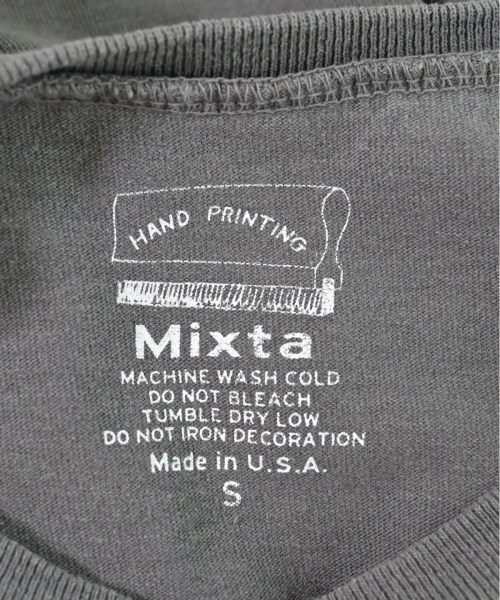 HAND PRINTING
Mixta
MACHINE WASH COLD
DO NOT BLEACH
TUMBLE DRY LOW
DO NOT IRON DECORATION
Made in U.S.A.
S